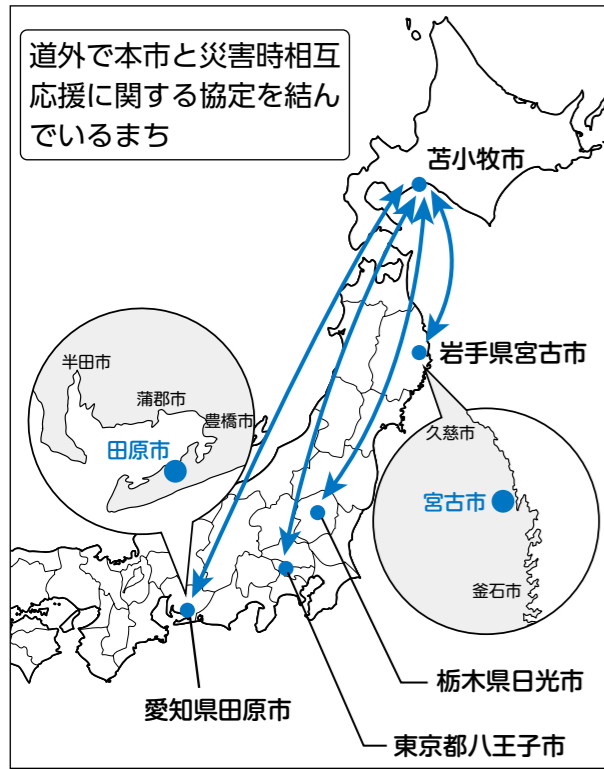 道外で本市と災害時相互
応援に関する協定を結ん
でいるまち
苫小牧市
岩手県宮古市
半田市
蒲郡市
豊橋市
田原市
久慈市
宮古市
釜石市
栃木県日光市
愛知県田原市
東京都八王子市